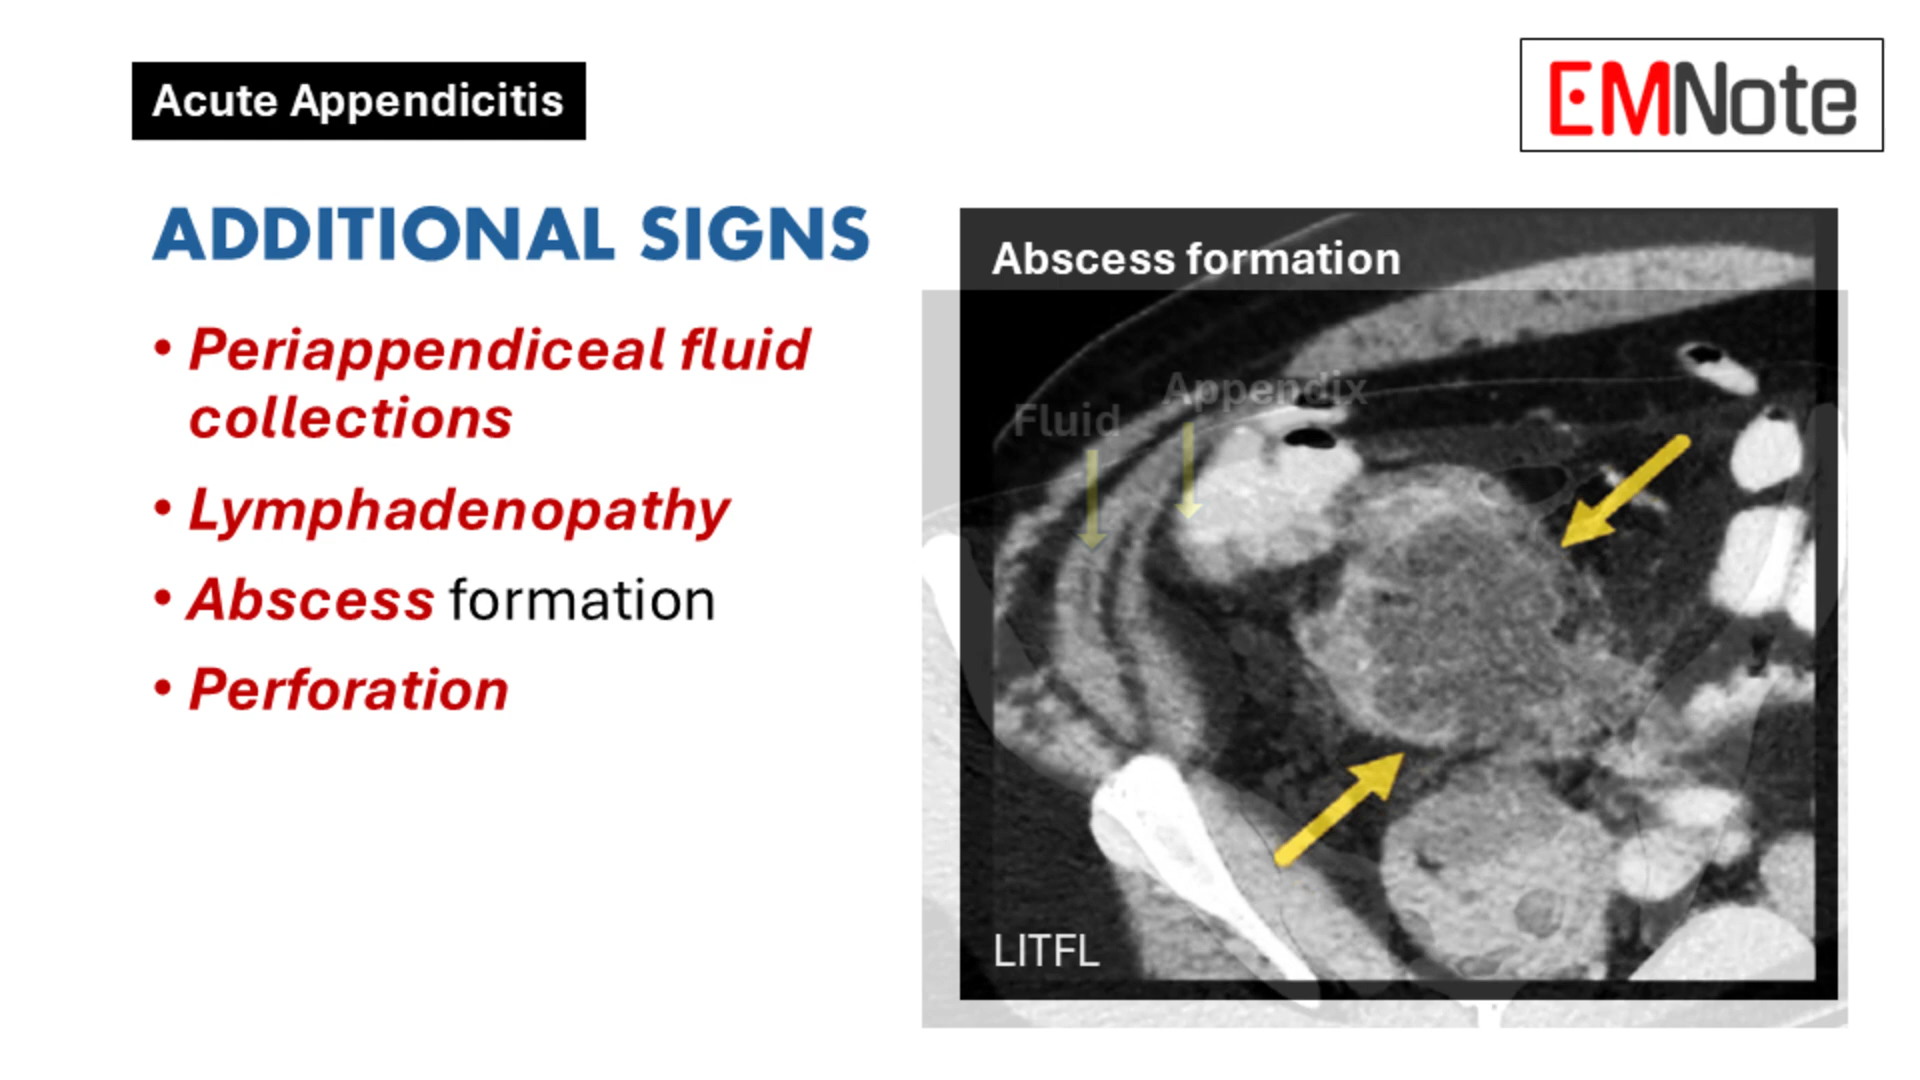 Acute Appendicitis
EMNote
ADDITIONAL SIGNS
• Periappendiceal fluid
collections
• Lymphadenopathy
• Abscess formation
• Perforation
Abscess formation
Appendix
Fluid
LITFL